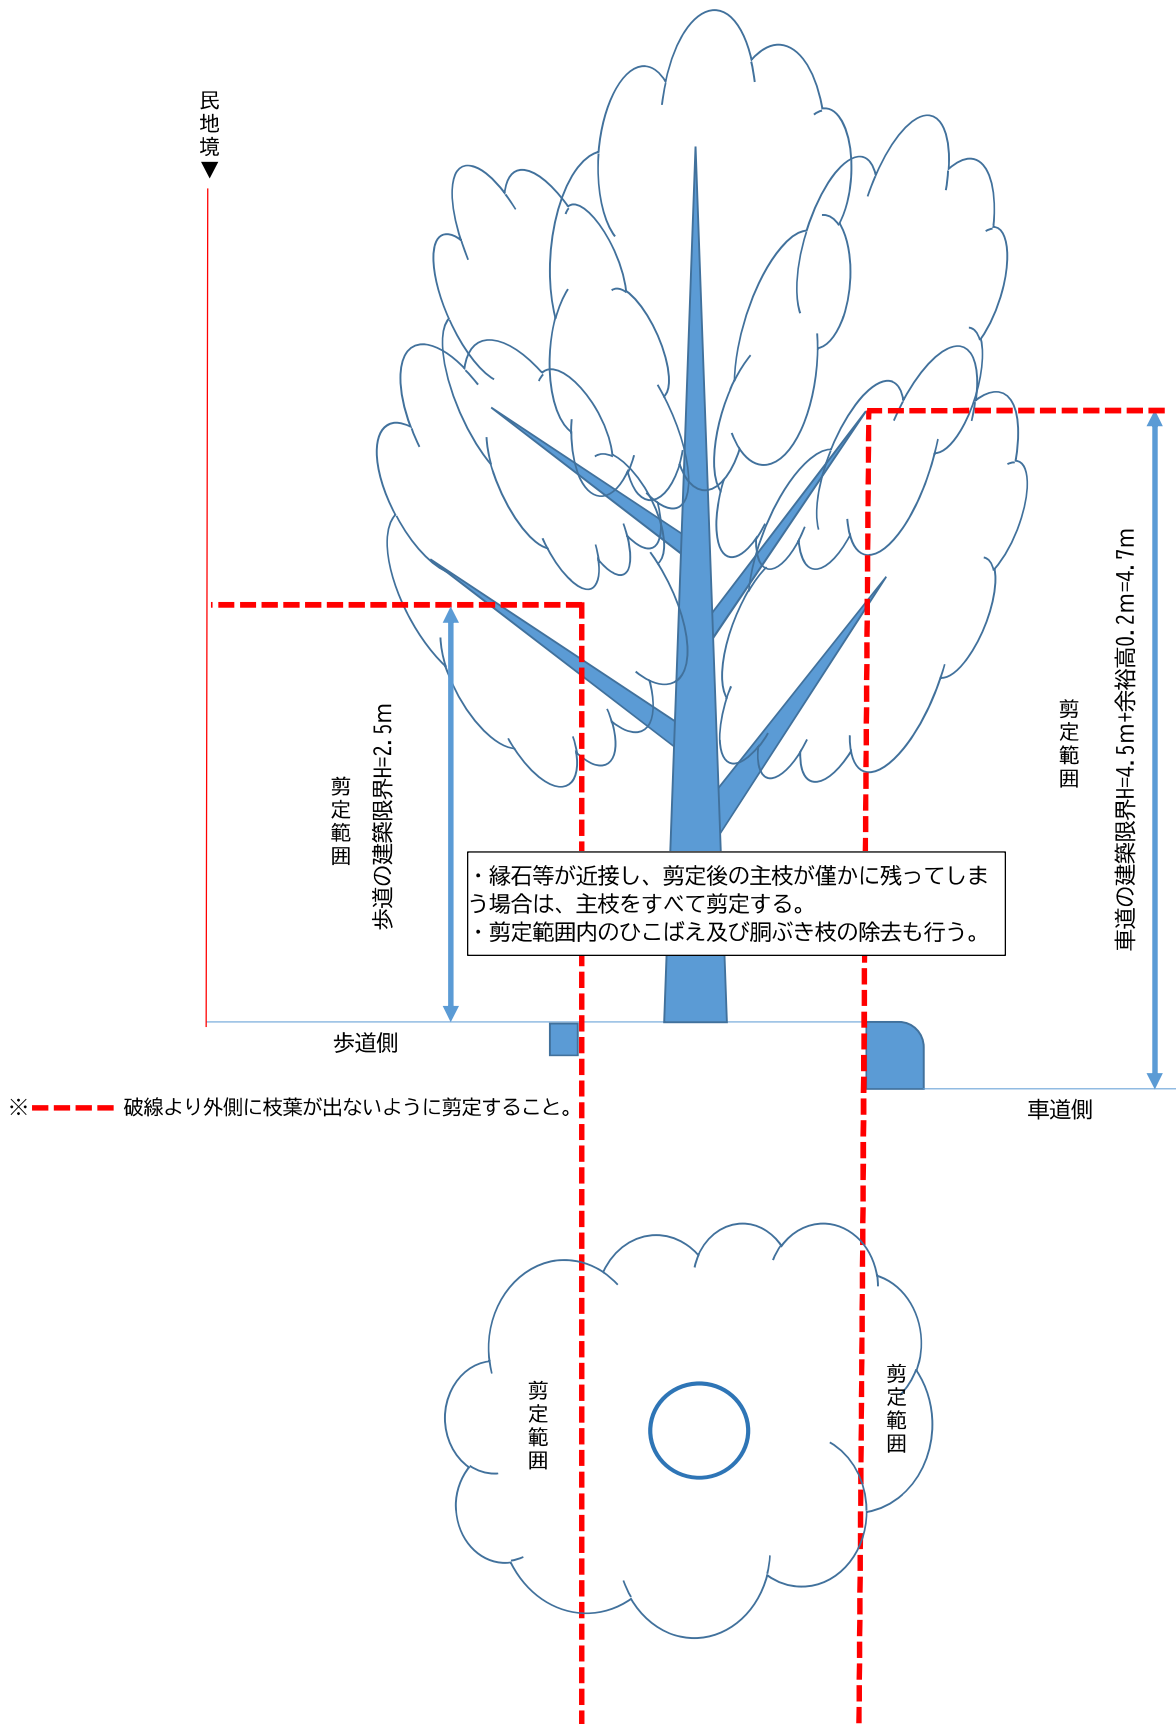 民地境
▼
剪定範囲
歩道の建築限界H=2.5m
剪定範囲
車道の建築限界H=4.5m+余裕高0.2m=4.7m
・縁石等が近接し、剪定後の主枝が僅かに残ってしま
う場合は、主枝をすべて剪定する。
・剪定範囲内のひこばえ及び胴ぶき枝の除去も行う。
歩道側
車道側
※ 破線より外側に枝葉が出ないように剪定すること。
剪定範囲
剪定範囲